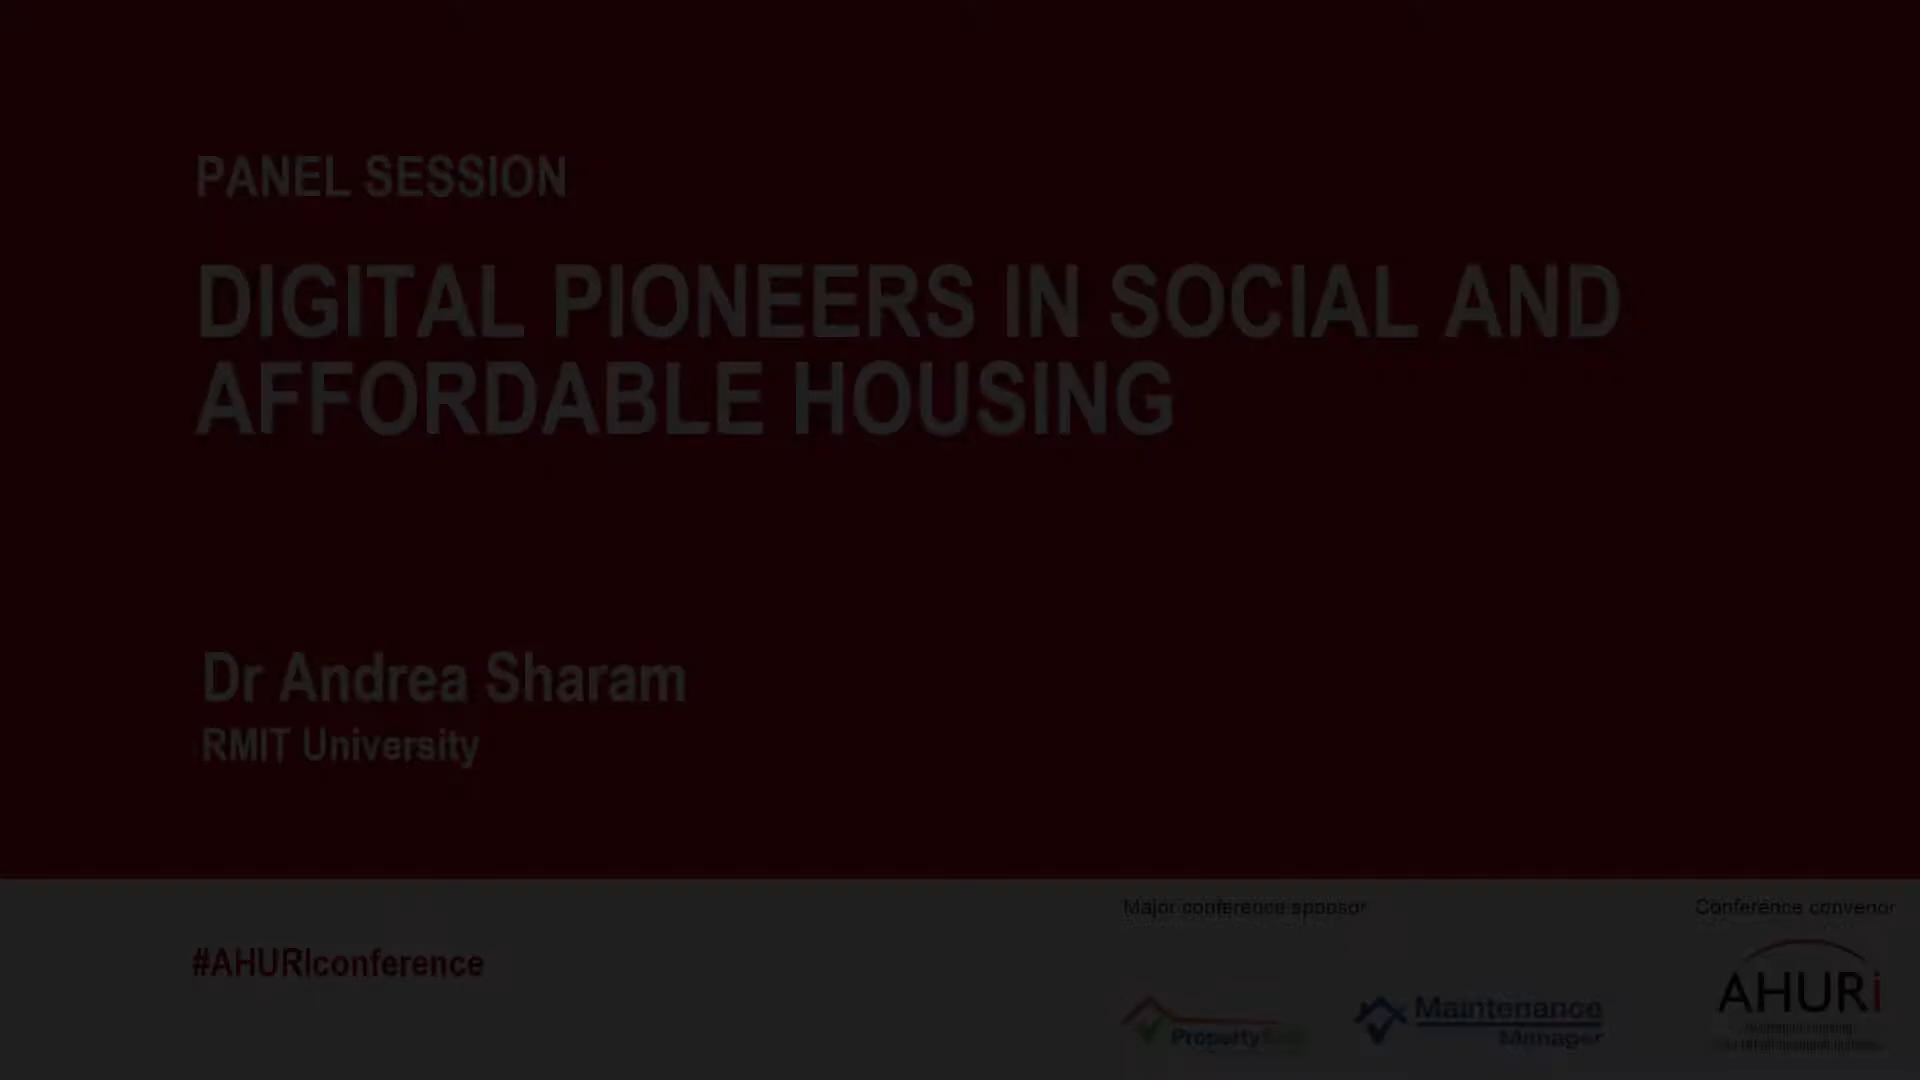 PANEL SESSION
DIGITAL PIONEERS IN SOCIAL AND
AFFORDABLE HOUSING
Dr Andrea Sharam
RMIT University
Major conference sponsor
Conference convenor
#AHURIconference
AHURi
Maintenance
Manager